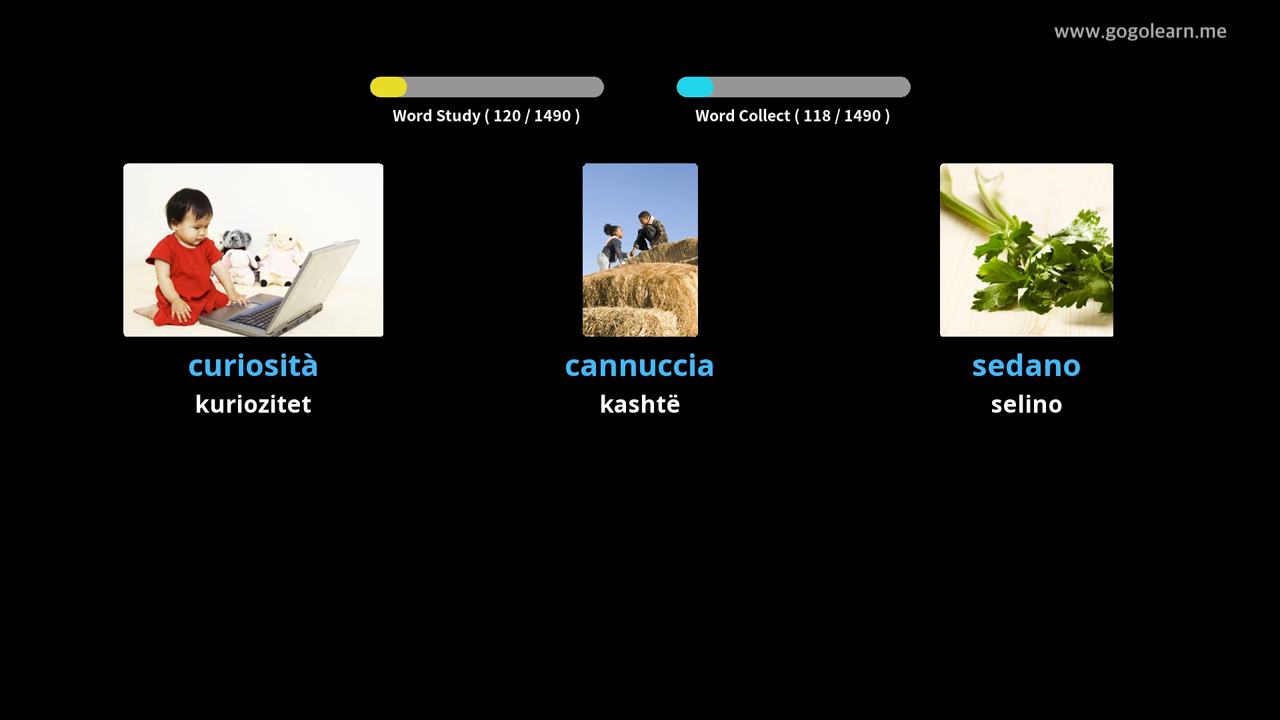 www.gogolearn.me
Word Study ( 120 / 1490 )
Word Collect ( 118 / 1490 )
curiosità
kuriozitet
cannuccia
kashtë
sedano
selino